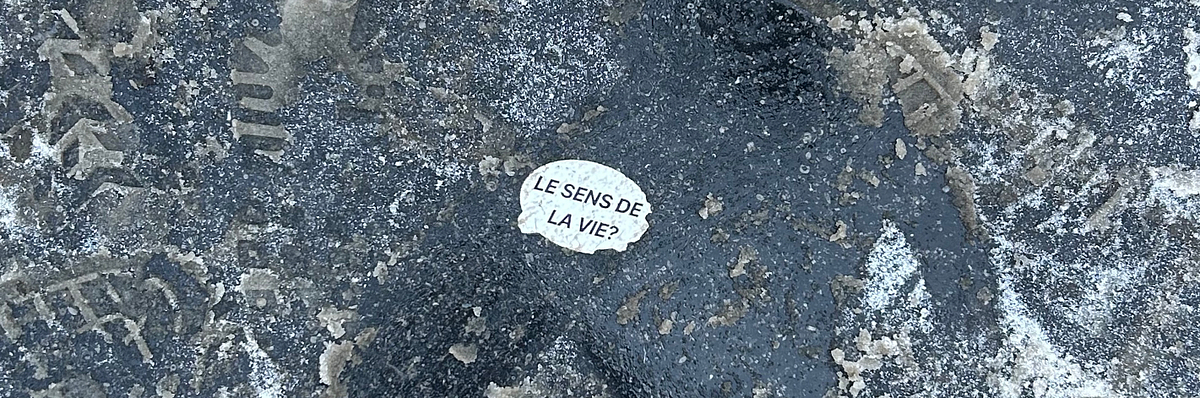 LE SENS DE
LA VIE?